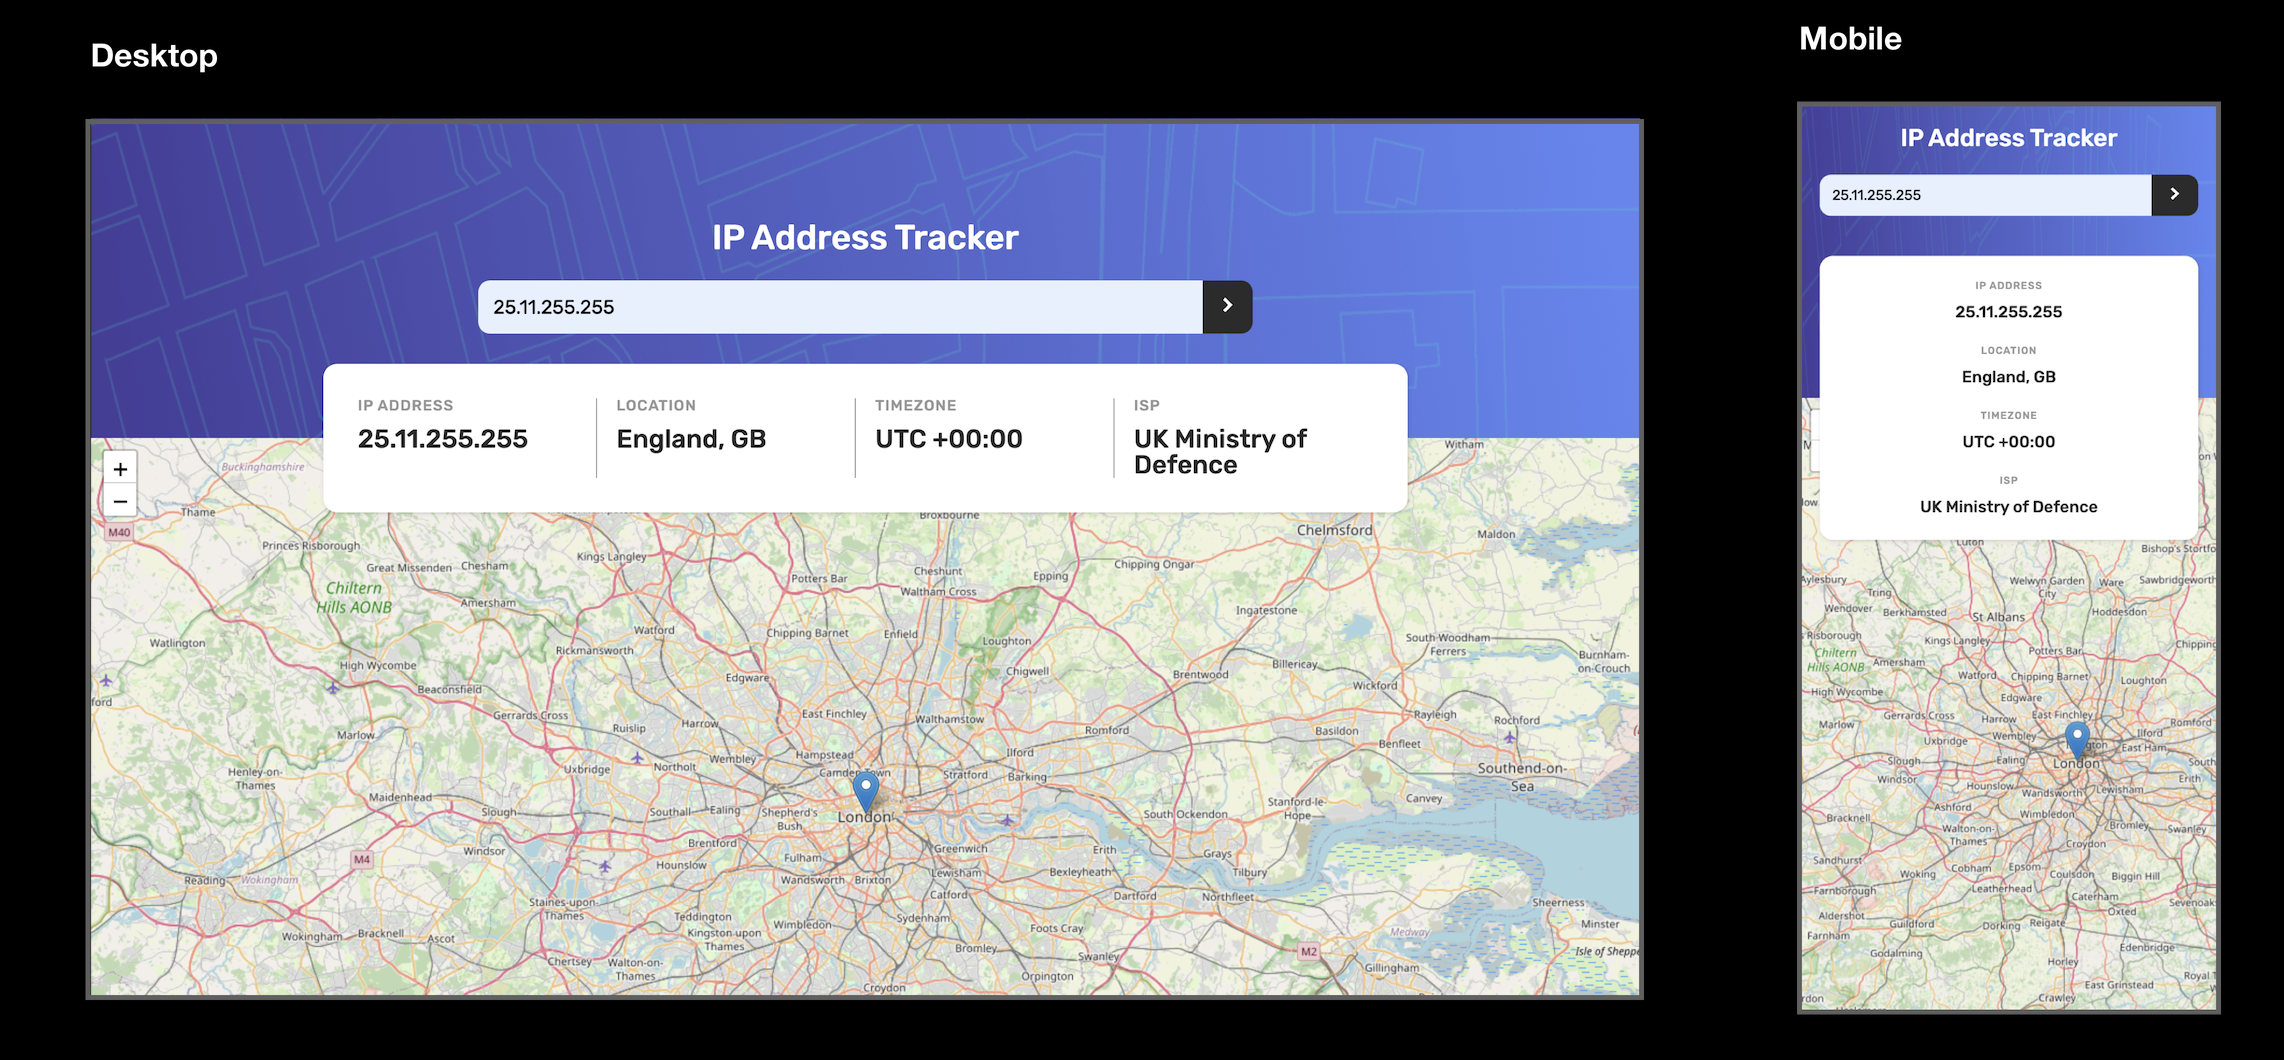 Desktop
IP Address Tracker
25.11.255.255
IP ADDRESS
25.11.255.255
LOCATION
England, GB
TIMEZONE
UTC +00:00
ISP
UK Ministry of
Defence
+
−
Buckinghamshire
Witham
Thame
Broxbourne
M40
Chelmsford
Maldon
Princes Risborough
Kings Langley
Great Missenden
Chesham
Potters Bar
Cheshunt
Waltham Cross
Epping
Chipping Ongar
Chiltern
Hills AONB
Amersham
Ingatestone
Watlington
Watford
Chipping Barnet
Enfield
Loughton
South Woodham
Ferrers
Rickmansworth
High Wycombe
Chigwell
Billericay
Burnham-
on-Crouch
Beaconsfield
Edgware
Brentwood
Wickford
ford
Gerrards Cross
Ruislip
Harrow
East Finchley
Walthamstow
Rayleigh
Rochford
Marlow
Romford
Basildon
Benfleet
Hampstead
Ilford
Wembley
Northolt
Uxbridge
Camden Town
Stratford
Barking
Southend-on-
Sea
Henley-on-
Thames
Maidenhead
Slough
Southall
Ealing
Shepherd's
Bush
London
South Ockendon
Stanford-le-
Hope
Canvey
Windsor
M4
Brentford
Hounslow
Fulham
Greenwich
Erith
Grays
Tilbury
Reading
Wokingham
Wandsworth
Brixton
Lewisham
Bexleyheath
Catford
Dartford
Northfleet
Staines-upon-
Thames
Teddington
Wimbledon
Sydenham
Foots Cray
Sheerness
Minster
Wokingham
Bracknell
Ascot
Kingston upon
Thames
Bromley
Swanley
M2
Medway
Isle of Sheppe
Chertsey
Walton-on-
Thames
Orpington
Gillingham
Croydon
Mobile
IP Address Tracker
25.11.255.255
IP ADDRESS
25.11.255.255
LOCATION
England, GB
TIMEZONE
UTC +00:00
ISP
UK Ministry of Defence
Luton
Bishop's Stortfo
Aylesbury
Tring
Welwyn Garden
City
Ware
Sawbridgeworth
Wendover
Berkhamsted
St Albans
Hoddesdon
Risborough
Kings Langley
Potters Bar
Chipping
Chiltern
Hills AONB
Amersham
Watford
Chipping Barnet
Loughton
High Wycombe
Edgware
Marlow
Gerrards Cross
Harrow
East Finchley
Romford
Uxbridge
Wembley
Ilford
East Ham
Slough
Ealing
London
South
Erith
Windsor
Hounslow
Wandsworth
Lewisham
Ashford
Wimbledon
Bracknell
Walton-on-
Thames
Bromley
Swanley
Croydon
Sandhurst
Woking
Cobham
Epsom
Coulsdon
Biggin Hill
Farnborough
Leatherhead
Caterham
Sevenoaks
Aldershot
Guildford
Dorking
Reigate
Oxted
Farnham
Godalming
Edenbridge
Horley
Royal T
East Grinstead
rdon
Crawley